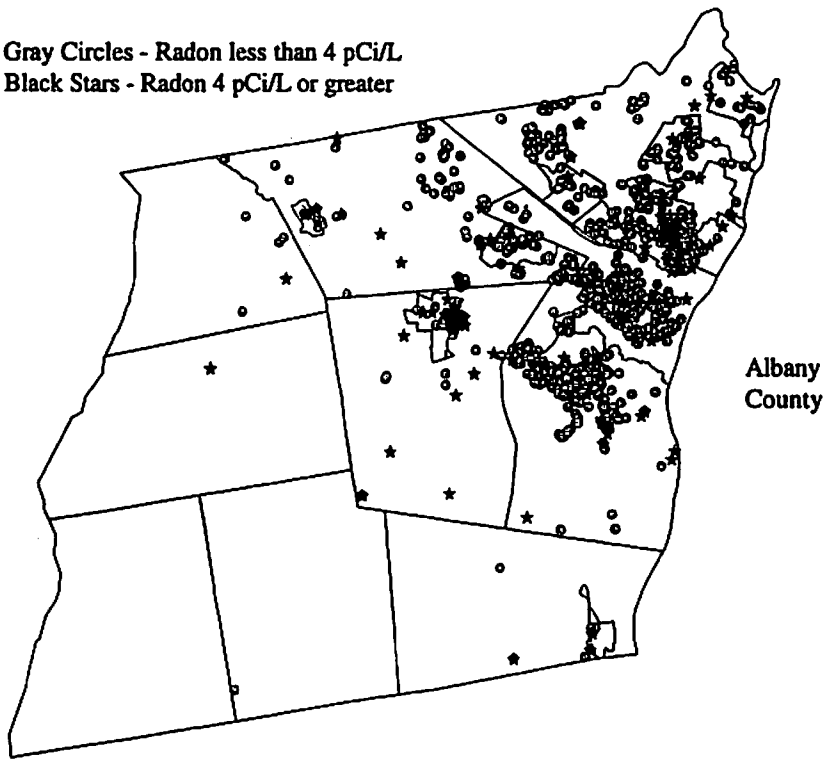 Gray Circles - Radon less than 4 pCi/L
Black Stars - Radon 4 pCi/L or greater
Albany
County